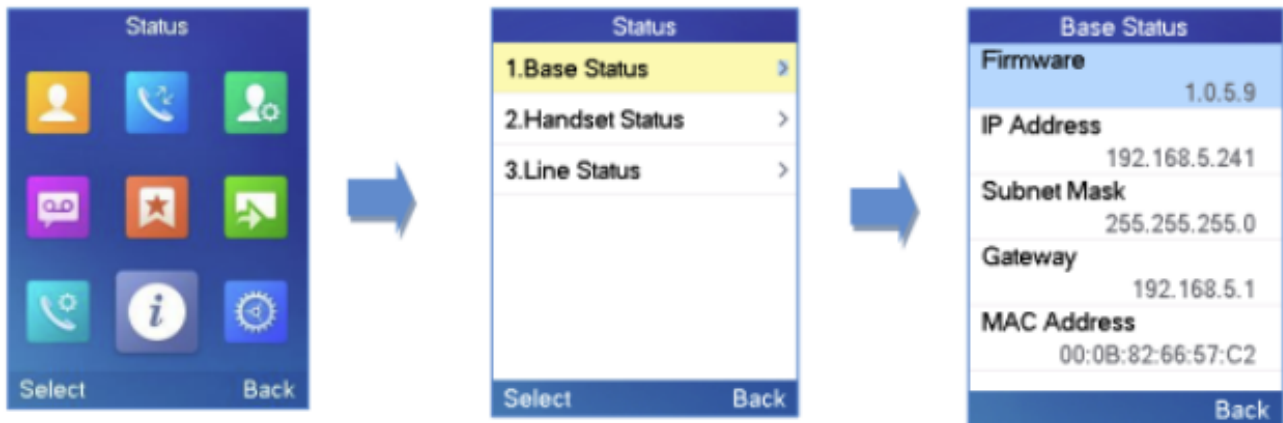 Status
Select
Back
Status
1.Base Status
2.Handset Status
3.Line Status
Select
Back
Base Status
Firmware
1.0.5.9
IP Address
192.168.5.241
Subnet Mask
255.255.255.0
Gateway
192.168.5.1
MAC Address
00:0B:82:66:57:C2
Back